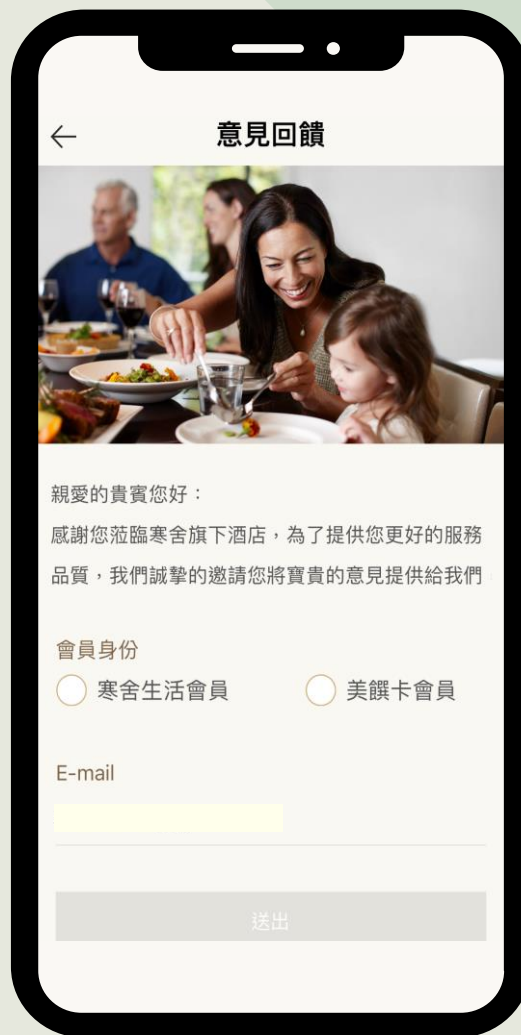 意見回饋
親愛的貴賓您好：
感謝您蒞臨寒舍旗下酒店，為了提供您更好的服務
品質，我們誠摯的邀請您將寶貴的意見提供給我們
會員身份
寒舍生活會員 美饌卡會員
E-mail
送出